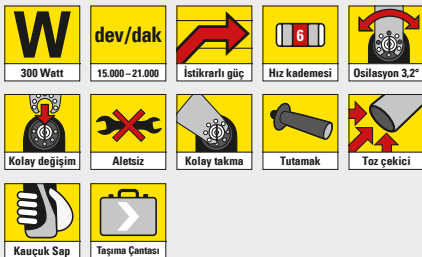 W
300 Watt
dev/dak
15.000 – 21.000
İstikrarlı güç
6
Hız kademesi
Osilasyon 3,2°
Kolay değişim
Aletsiz
Kolay takma
Tutamak
Toz çekici
Kauçuk Sap
Taşıma Çantası